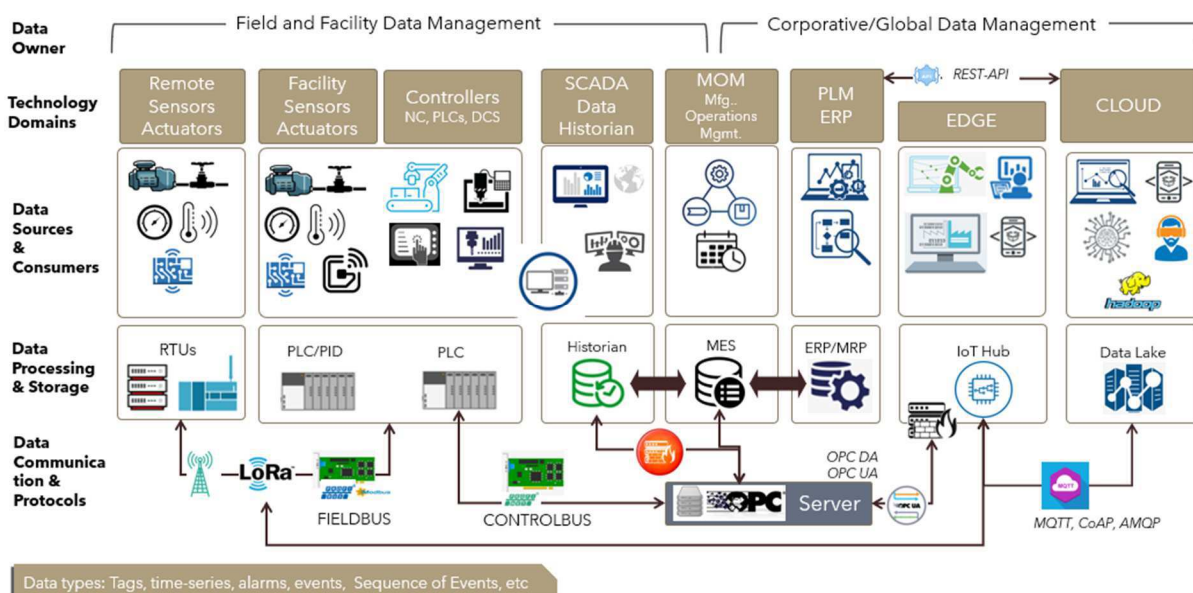 Data
Owner
Field and Facility Data Management
Corporative/Global Data Management
Technology
Domains
Remote
Sensors
Actuators
Facility
Sensors
Actuators
Controllers
NC, PLCs, DCS
SCADA
Data
Historian
MOM
Mfg..
Operations
Mgmt.
PLM
ERP
REST-API
EDGE
CLOUD
Data
Sources
&
Consumers
hadoop
Data
Processing
& Storage
RTUs
PLC/PID
PLC
Historian
MES
ERP/MRP
IoT Hub
Data Lake
Data
Communica
tion &
Protocols
LoRa
FIELDBUS
CONTROLBUS
OPC DA
OPC UA
OPC
Server
OPC UA
MQTT
MQTT, CoAP, AMQP
Data types: Tags, time-series, alarms, events, Sequence of Events, etc